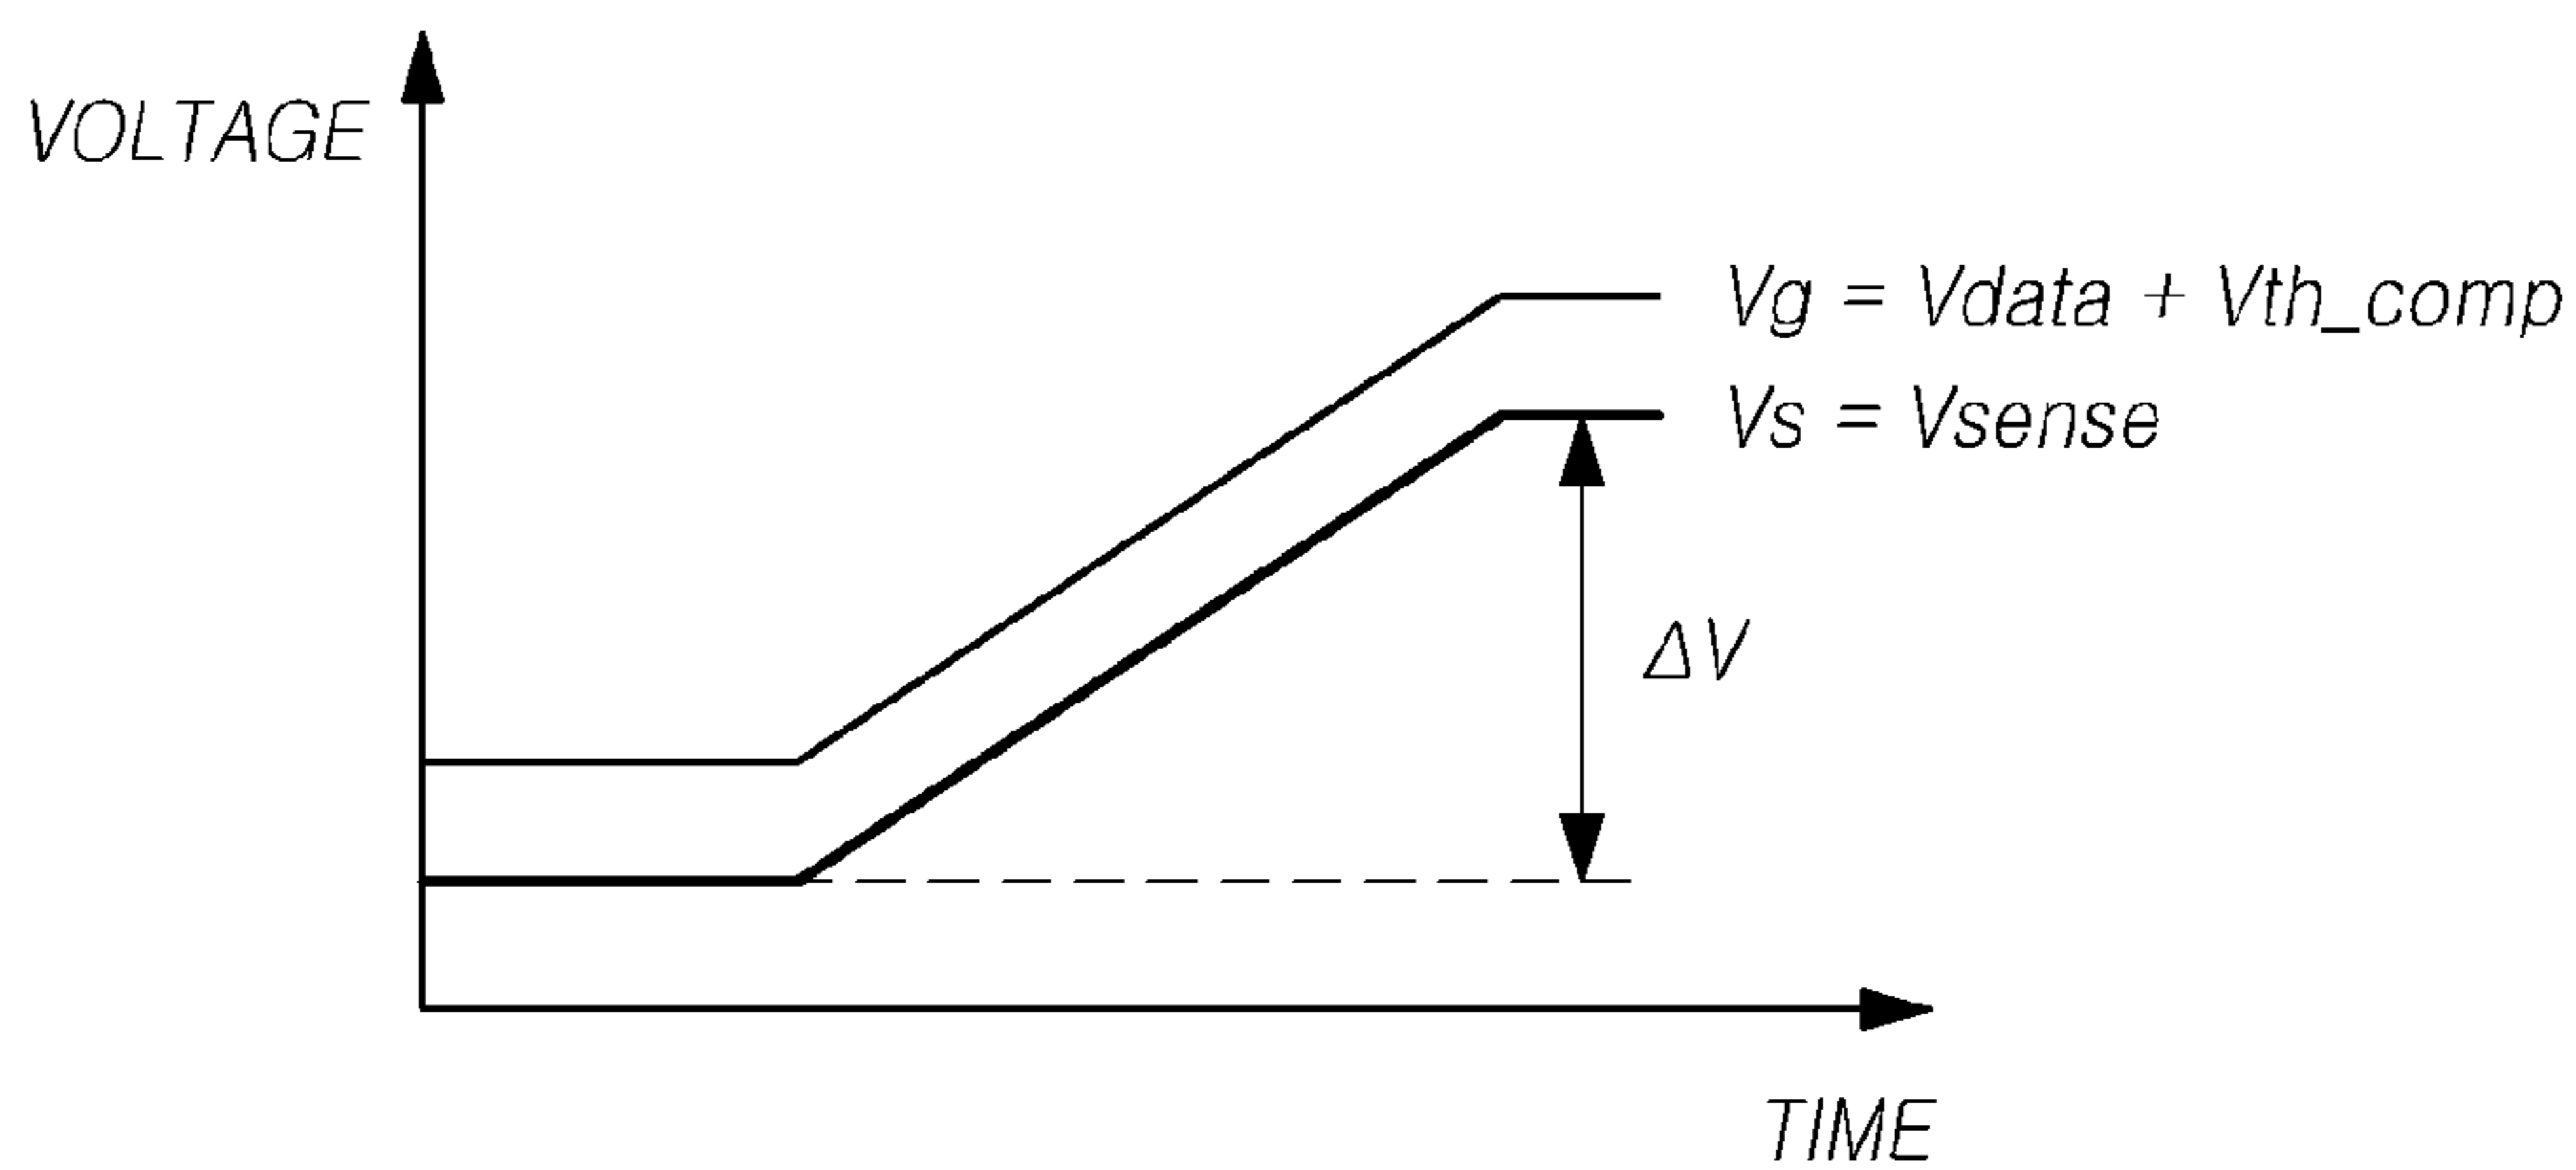 VOLTAGE
Vg = Vdata + Vth_comp
Vs = Vsense
ΔV
TIME